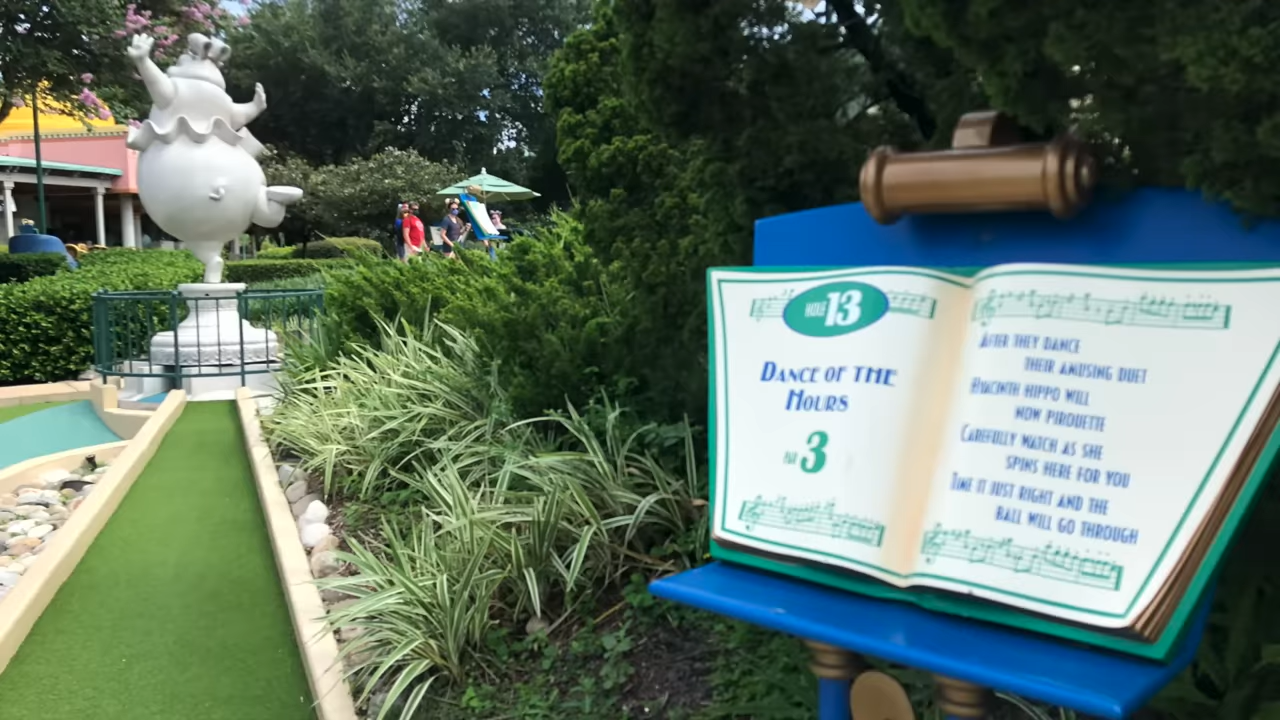 HOLE 13
DANCE OF THE
HOURS
PAR 3
AFTER THEY DANCE
THEIR AMUSING DUET
HYACINTH HIPPO WILL
NOW PIROUETTE
CAREFULLY WATCH AS SHE
SPINS HERE FOR YOU
TIME IT JUST RIGHT AND THE
BALL WILL GO THROUGH